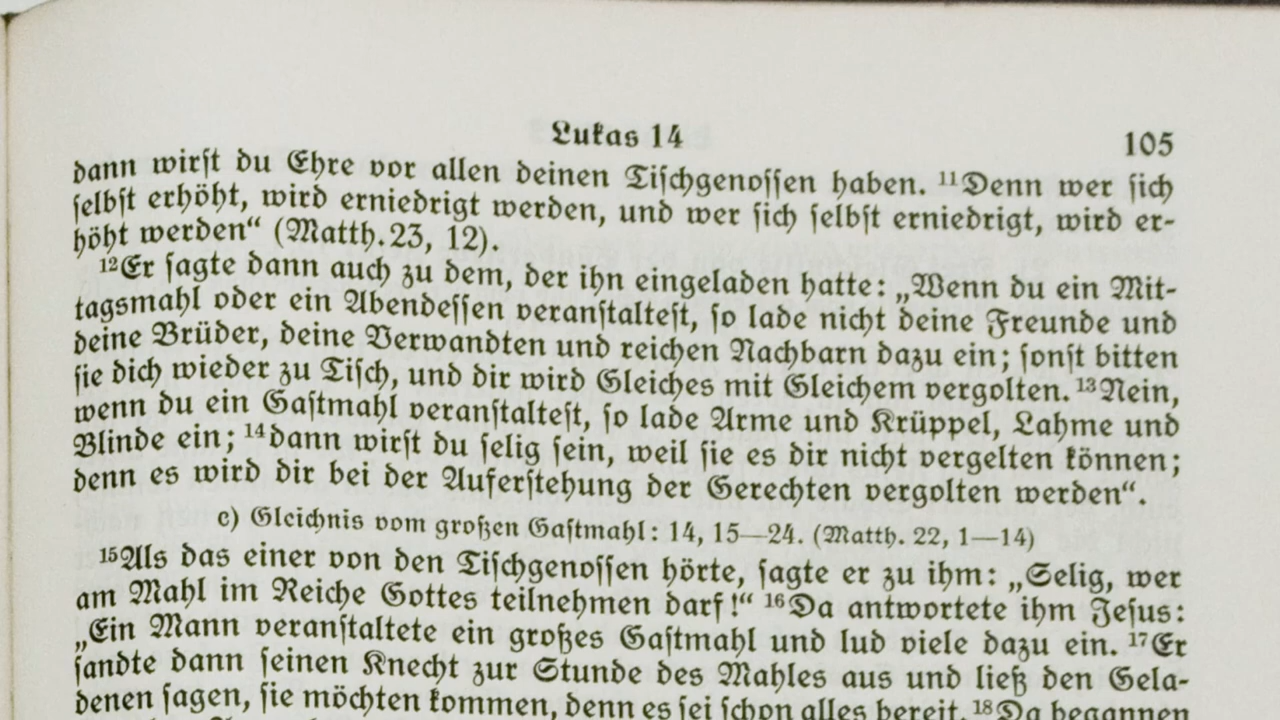 Lukas 14
105
dann wirst du Ehre vor allen deinen Tischgenossen haben. ¹¹Denn wer sich
selbst erhöht, wird erniedrigt werden, und wer sich selbst erniedrigt, wird er-
höht werden“ (Matth. 23, 12).
¹²Er sagte dann auch zu dem, der ihn eingeladen hatte: „Wenn du ein Mit-
tagsmahl oder ein Abendessen veranstaltest, so lade nicht deine Freunde und
deine Brüder, deine Verwandten und reichen Nachbarn dazu ein; sonst bitten
sie dich wieder zu Tisch, und dir wird Gleiches mit Gleichem vergolten. ¹³Nein,
wenn du ein Gastmahl veranstaltest, so lade Arme und Krüppel, Lahme und
Blinde ein; ¹⁴dann wirst du selig sein, weil sie es dir nicht vergelten können;
denn es wird dir bei der Auferstehung der Gerechten vergolten werden“.
c) Gleichnis vom großen Gastmahl: 14, 15—24. (Matth. 22, 1—14)
¹⁵Als das einer von den Tischgenossen hörte, sagte er zu ihm: „Selig, wer
am Mahl im Reiche Gottes teilnehmen darf!“ ¹⁶Da antwortete ihm Jesus:
„Ein Mann veranstaltete ein großes Gastmahl und lud viele dazu ein. ¹⁷Er
sandte dann seinen Knecht zur Stunde des Mahles aus und ließ den Gela-
denen sagen, sie möchten kommen, denn es sei schon alles bereit. ¹⁸Da begannen